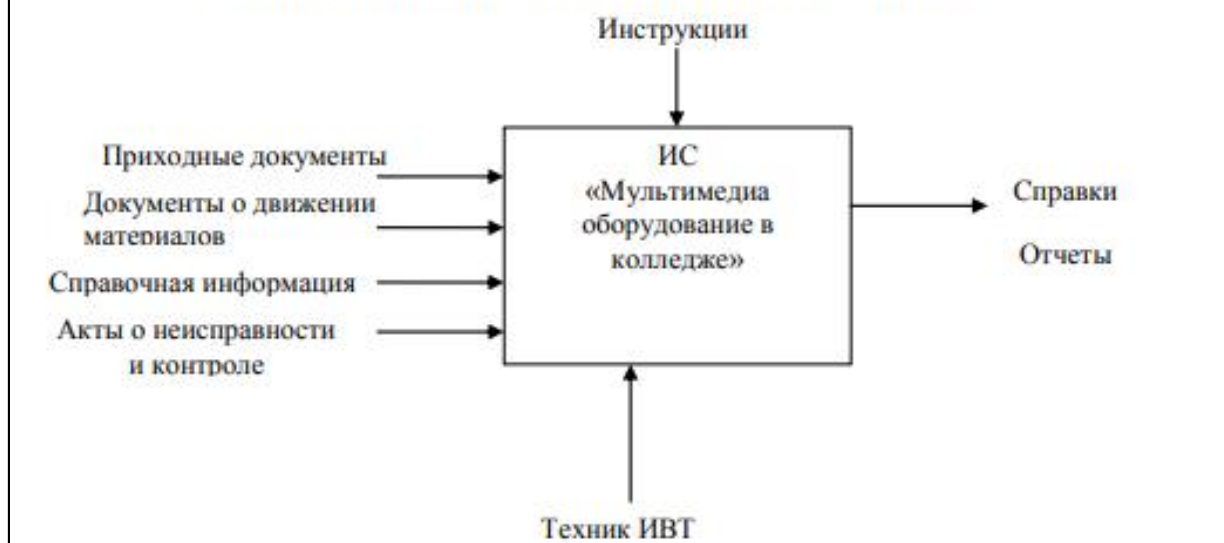 Инструкции
Приходные документы
Документы о движении
материалов
Справочная информация
Акты о неисправности
и контроле
ИС
«Мультимедиа
оборудование в
колледже»
Справки
Отчеты
Техник ИВТ